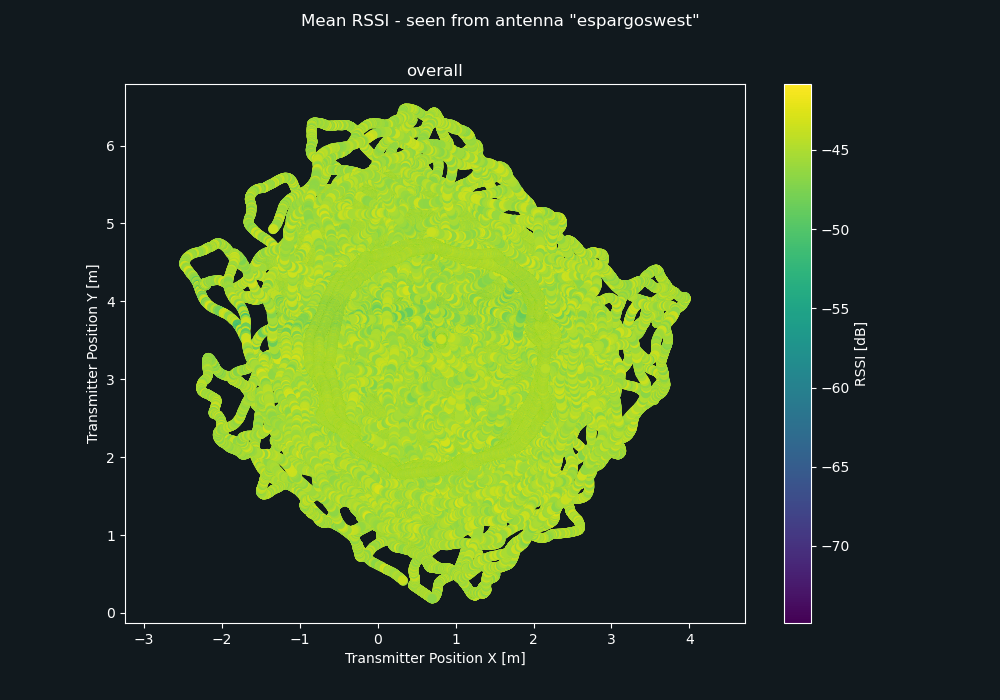 Mean RSSI - seen from antenna "espargoswest"
overall
Transmitter Position Y [m]
6
5
4
3
2
1
0
−3 −2 −1 0 1 2 3 4
Transmitter Position X [m]
−45
−50
−55
−60
−65
−70
RSSI [dB]